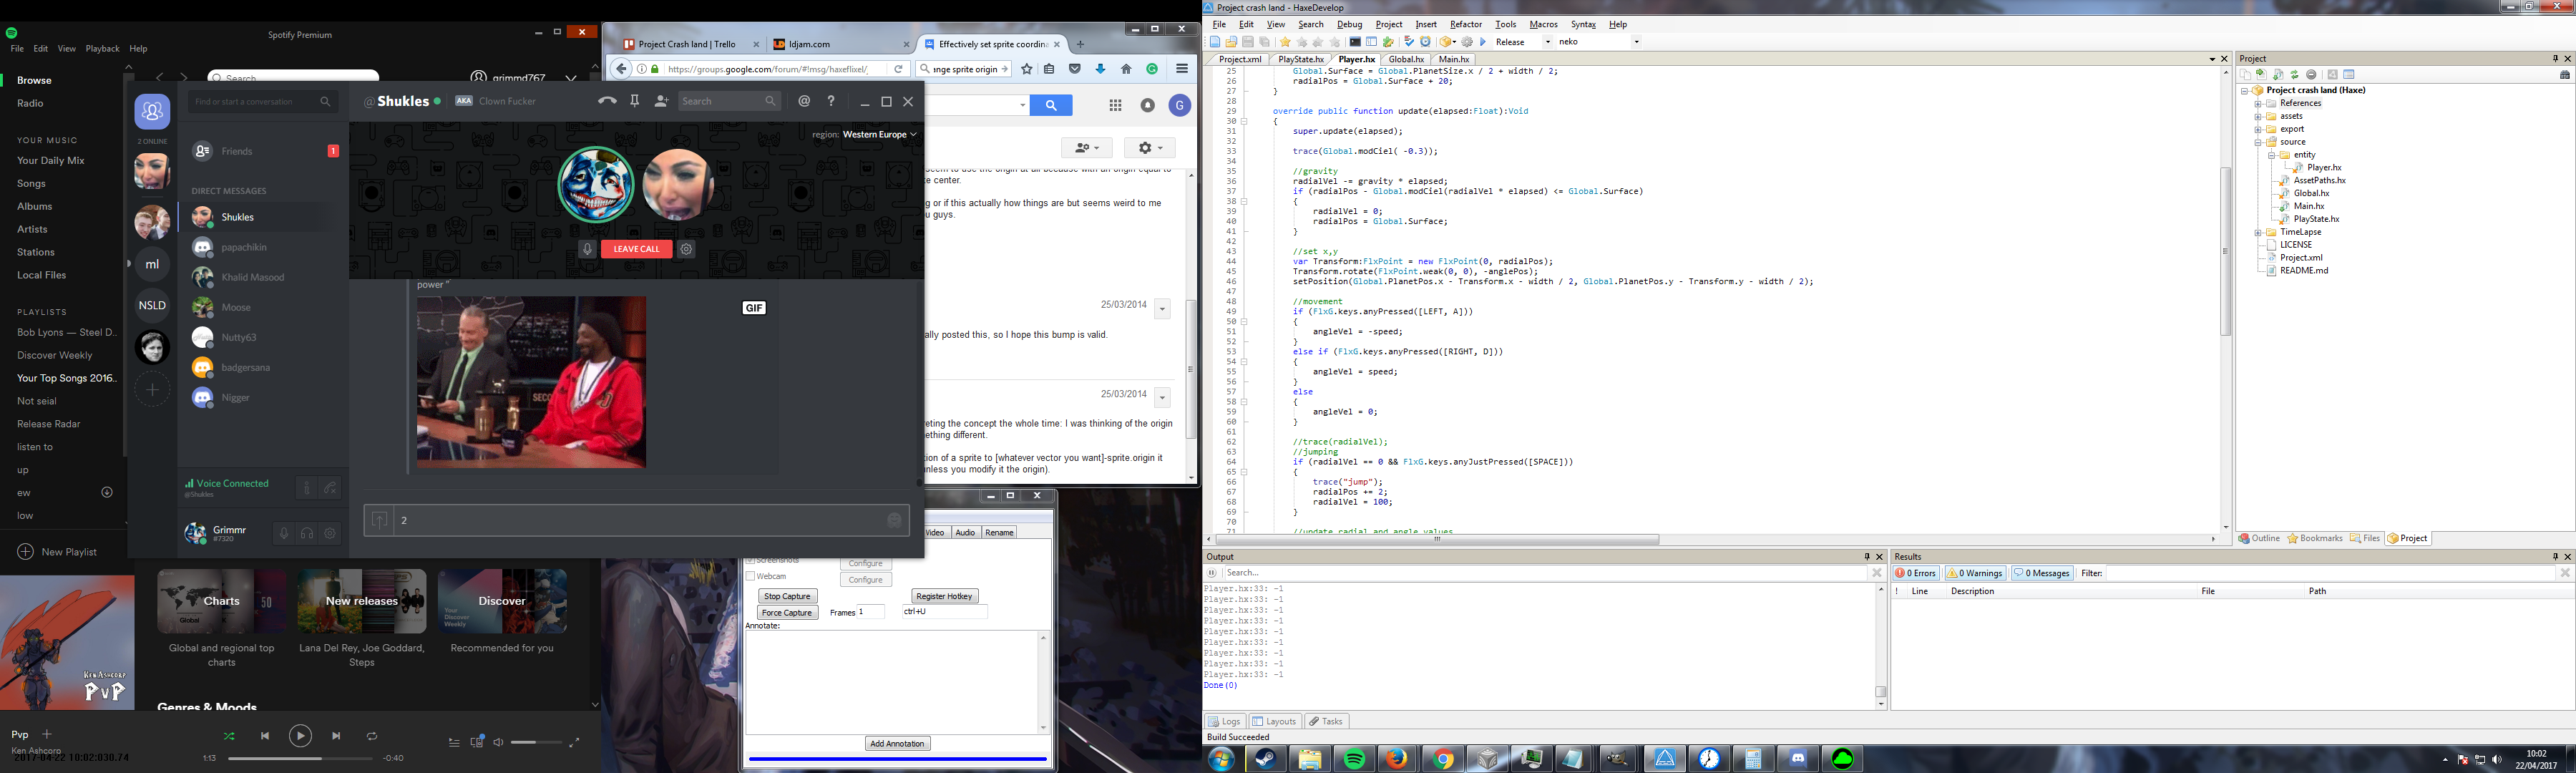 Spotify Premium
File Edit View Playback Help
Search
grimmd767
Browse
Radio
YOUR MUSIC
Your Daily Mix
Songs
Albums
Artists
Stations
Local Files
PLAYLISTS
Bob Lyons — Steel D..
Discover Weekly
Your Top Songs 2016..
Not seial
Release Radar
listen to
up
ew
low
New Playlist
KEN ASHCORP
PvP
Charts
Global and regional top
charts
New releases
Lana Del Rey, Joe Goddard,
Steps
Discover
Recommended for you
Genres & Moods
Pvp
Ken Ashcorp
2017-04-22 10:02:030.74
1:13
-0:40
2 ONLINE
ml
NSLD
Find or start a conversation
Friends
1
DIRECT MESSAGES
Shukles
papachikin
Khalid Masood
Moose
Nutty63
badgersana
Nigger
Voice Connected
@Shukles
Grimmr
#7320
@Shukles
AKA Clown Fucker
Search
region: Western Europe
LEAVE CALL
power "
GIF
2
Project Crash land | Trello
ldjam.com
Effectively set sprite coordina
https://groups.google.com/forum/#!msg/haxeflixel/
ange sprite origin
G
e center.
g or if this actually how things are but seems weird to me
u guys.
25/03/2014
ally posted this, so I hope this bump is valid.
25/03/2014
reting the concept the whole time: I was thinking of the origin
ething different.
tion of a sprite to [whatever vector you want]-sprite.origin it
unless you modify it the origin).
Video Audio Rename
Screenshots
Configure
Webcam
Configure
Stop Capture
Register Hotkey
Force Capture
Frames 1
ctrl+U
Annotate:
Add Annotation
Project crash land - HaxeDevelop
File Edit View Search Debug Project Insert Refactor Tools Macros Syntax Help
Release
neko
Project.xml PlayState.hx Player.hx Global.hx Main.hx
25 Global.Surface = Global.PlanetSize.x / 2 + width / 2;
26 radialPos = Global.Surface + 20;
27 }
28
29 override public function update(elapsed:Float):Void
30 {
31 super.update(elapsed);
32
33 trace(Global.modCiel( -0.3));
34
35 //gravity
36 radialVel -= gravity * elapsed;
37 if (radialPos - Global.modCiel(radialVel * elapsed) <= Global.Surface)
38 {
39 radialVel = 0;
40 radialPos = Global.Surface;
41 }
42
43 //set x,y
44 var Transform:FlxPoint = new FlxPoint(0, radialPos);
45 Transform.rotate(FlxPoint.weak(0, 0), -anglePos);
46 setPosition(Global.PlanetPos.x - Transform.x - width / 2, Global.PlanetPos.y - Transform.y - width / 2);
47
48 //movement
49 if (FlxG.keys.anyPressed([LEFT, A]))
50 {
51 angleVel = -speed;
52 }
53 else if (FlxG.keys.anyPressed([RIGHT, D]))
54 {
55 angleVel = speed;
56 }
57 else
58 {
59 angleVel = 0;
60 }
61
62 //trace(radialVel);
63 //jumping
64 if (radialVel == 0 && FlxG.keys.anyJustPressed([SPACE]))
65 {
66 trace("jump");
67 radialPos += 2;
68 radialVel = 100;
69 }
70
71 //update radial and angle values
Project
Project crash land (Haxe)
References
assets
export
source
entity
Player.hx
AssetPaths.hx
Global.hx
Main.hx
PlayState.hx
TimeLapse
LICENSE
Project.xml
README.md
Outline Bookmarks Files Project
Output
Search...
Player.hx:33: -1
Player.hx:33: -1
Player.hx:33: -1
Player.hx:33: -1
Player.hx:33: -1
Player.hx:33: -1
Player.hx:33: -1
Player.hx:33: -1
Player.hx:33: -1
Done(0)
Results
0 Errors 0 Warnings 0 Messages Filter:
! Line Description File Path
Logs Layouts Tasks
Build Succeeded
10:02
22/04/2017